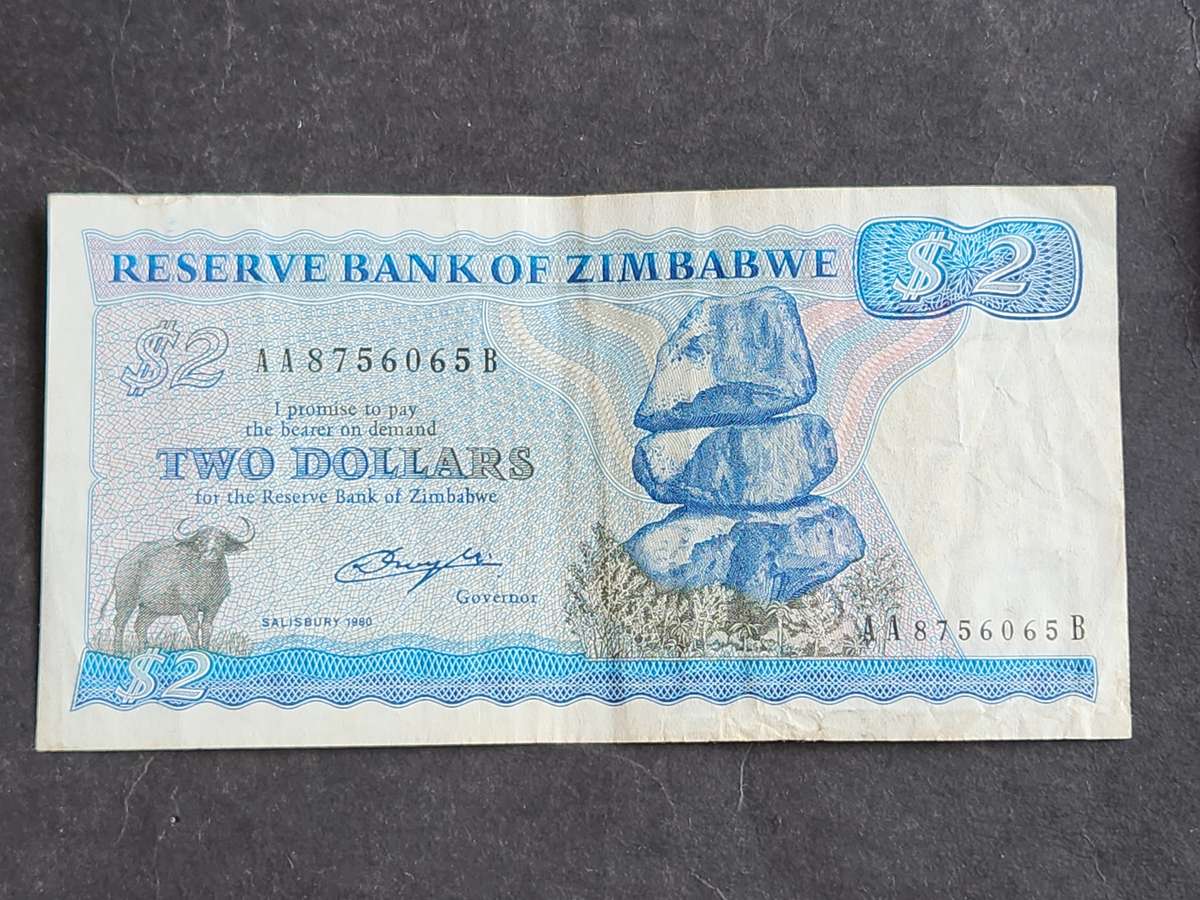 RESERVE BANK OF ZIMBABWE
$2
$2
AA8756065B
I promise to pay
the bearer on demand
TWO DOLLARS
for the Reserve Bank of Zimbabwe
Governor
SALISBURY 1980
AA8756065B
$2